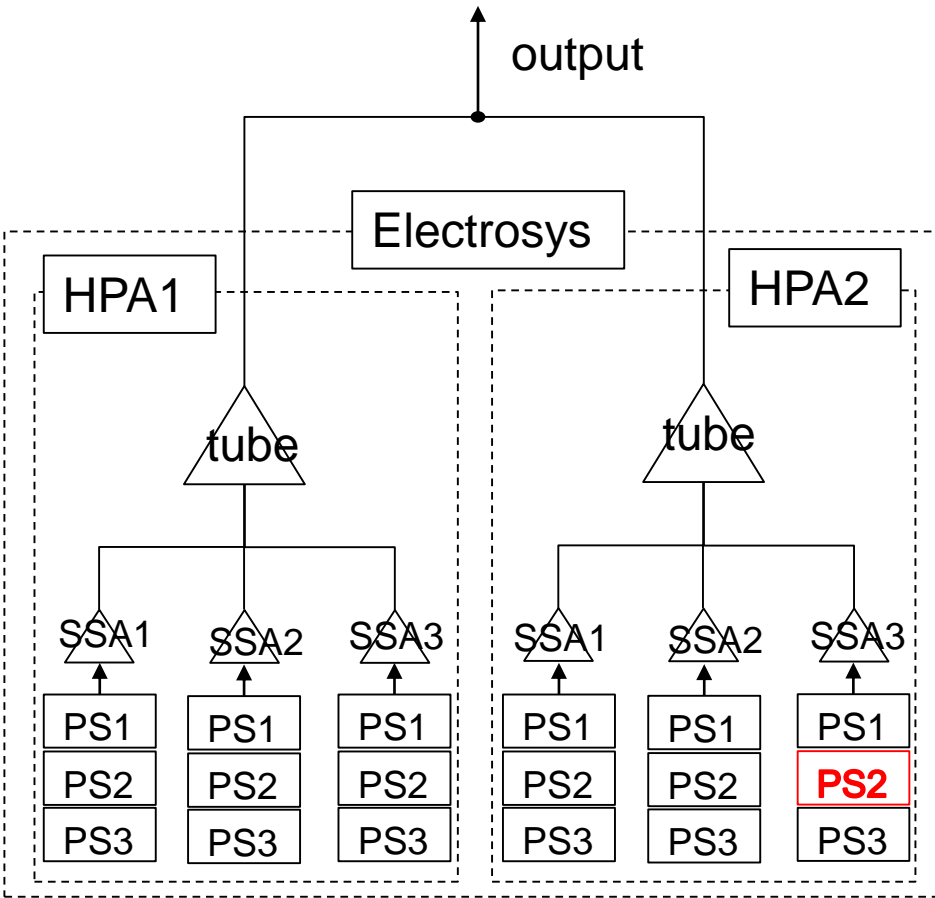 output
Electrosys
HPA1
HPA2
tube
tube
SSA1
SSA2
SSA3
SSA1
SSA2
SSA3
PS1
PS1
PS1
PS1
PS1
PS1
PS2
PS2
PS2
PS2
PS2
PS2
PS3
PS3
PS3
PS3
PS3
PS3